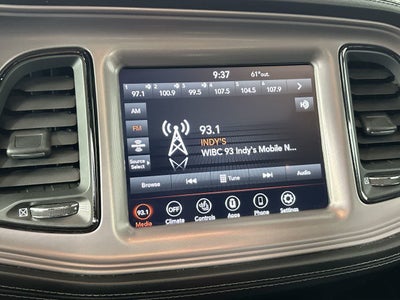 9:37 61°out.
97.1 100.9 99.5 107.5 104.5 107.9
AM
FM
93.1
INDY'S
WIBC 93 Indy's Mobile N...
Source
Select
Browse Tune Audio
93.1 OFF
Media Climate Controls Apps Phone Settings